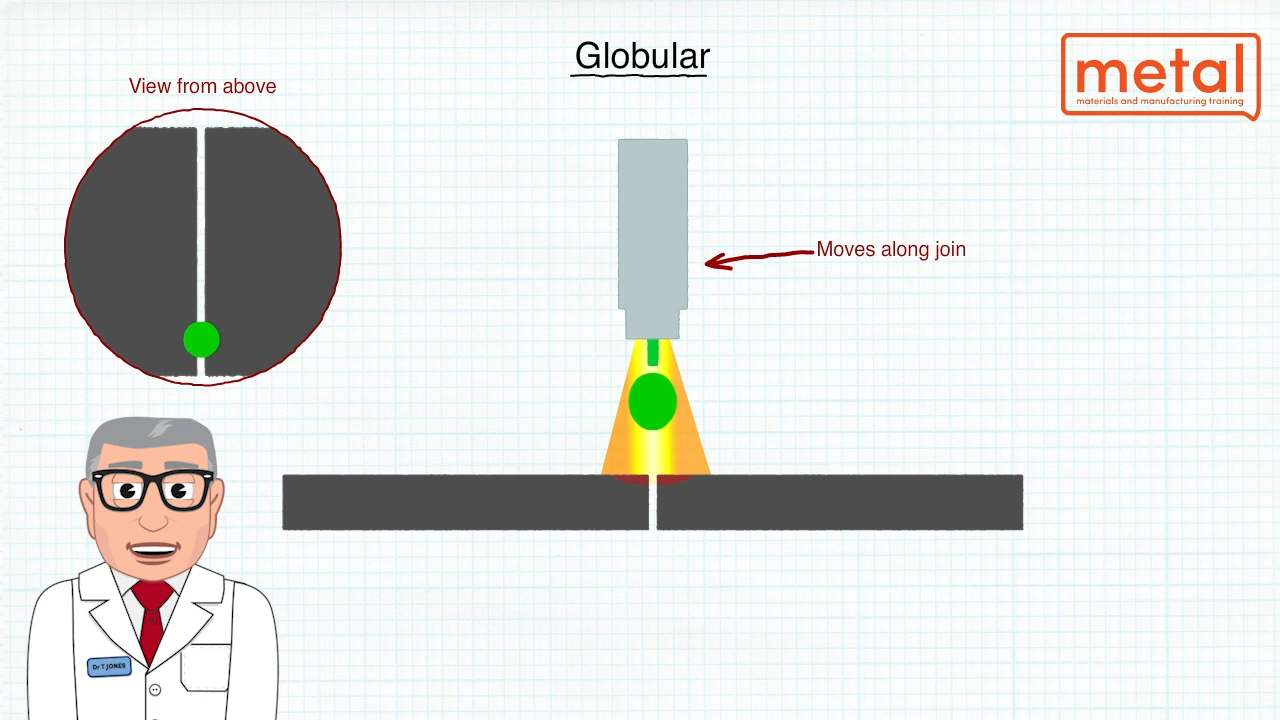 Globular
metal
materials and manufacturing training
View from above
Moves along join
Dr T JONES